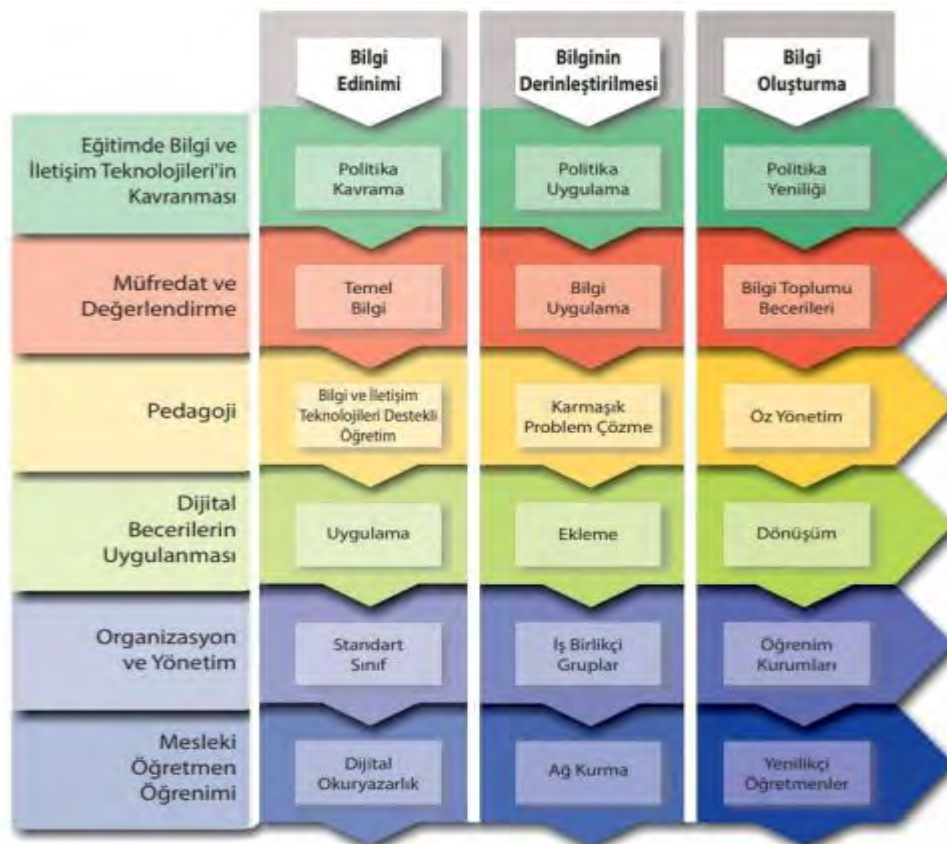 Bilgi
Edinimi
Bilginin
Derinleştirilmesi
Bilgi
Oluşturma
Eğitimde Bilgi ve
İletişim Teknolojileri'in
Kavranması
Politika
Kavrama
Politika
Uygulama
Politika
Yeniliği
Müfredat ve
Değerlendirme
Temel
Bilgi
Bilgi
Uygulama
Bilgi Toplumu
Becerileri
Pedagoji
Bilgi ve İletişim
Teknolojileri Destekli
Öğretim
Karmaşık
Problem Çözme
Öz Yönetim
Dijital
Becerilerin
Uygulanması
Uygulama
Ekleme
Dönüşüm
Organizasyon
ve Yönetim
Standart
Sınıf
İş Birlikçi
Gruplar
Öğrenim
Kurumları
Mesleki
Öğretmen
Öğrenimi
Dijital
Okuryazarlık
Ağ Kurma
Yenilikçi
Öğretmenler